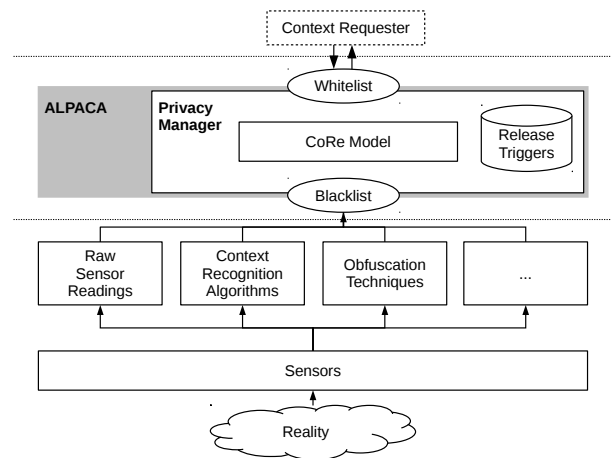 Context Requester
Whitelist
ALPACA
Privacy
Manager
CoRe Model
Release
Triggers
Blacklist
Raw
Sensor
Readings
Context
Recognition
Algorithms
Obfuscation
Techniques
...
Sensors
Reality